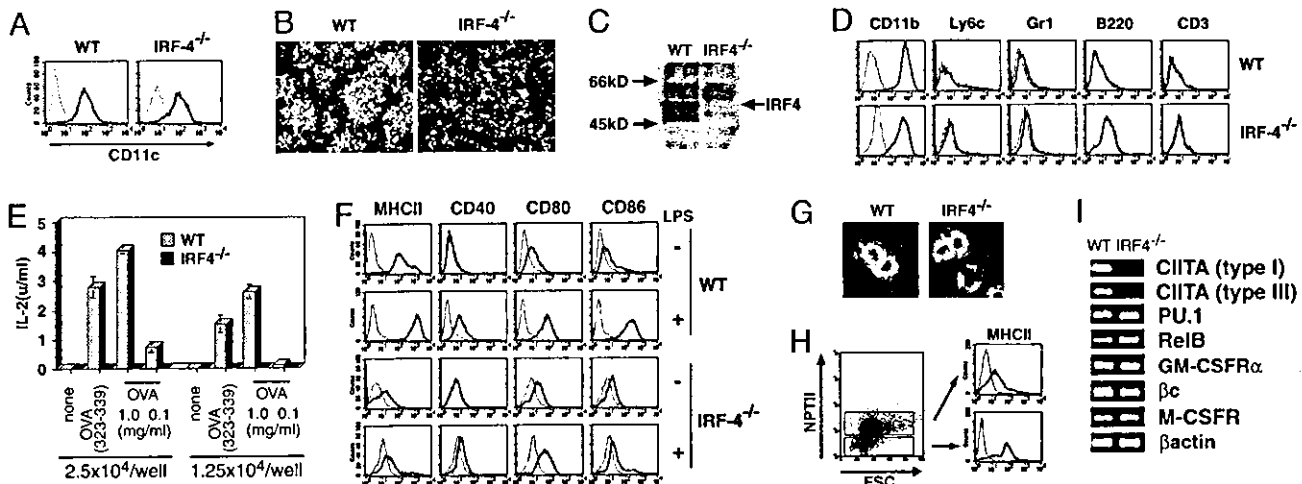 A
WT IRF-4-/-
Counts
CD11c
B
WT IRF-4-/-
C
WT IRF4-/-
66kD
IRF4
45kD
D
CD11b Ly6c Gr1 B220 CD3
WT
IRF-4-/-
E
IL-2(u/ml)
5
4
3
2
1
0
WT
IRF4-/-
none
OVA (323-339)
OVA
1.0 0.1
(mg/ml)
none
OVA (323-339)
OVA
1.0 0.1
(mg/ml)
2.5x10^4/well 1.25x10^4/well
F
MHCII CD40 CD80 CD86 LPS
-
+
WT
-
+
IRF-4-/-
Counts
G
WT IRF4-/-
H
NPTII
FSC
MHCII
Counts
I
WT IRF4-/-
CIITA (type I)
CIITA (type III)
PU.1
RelB
GM-CSFRα
βc
M-CSFR
βactin